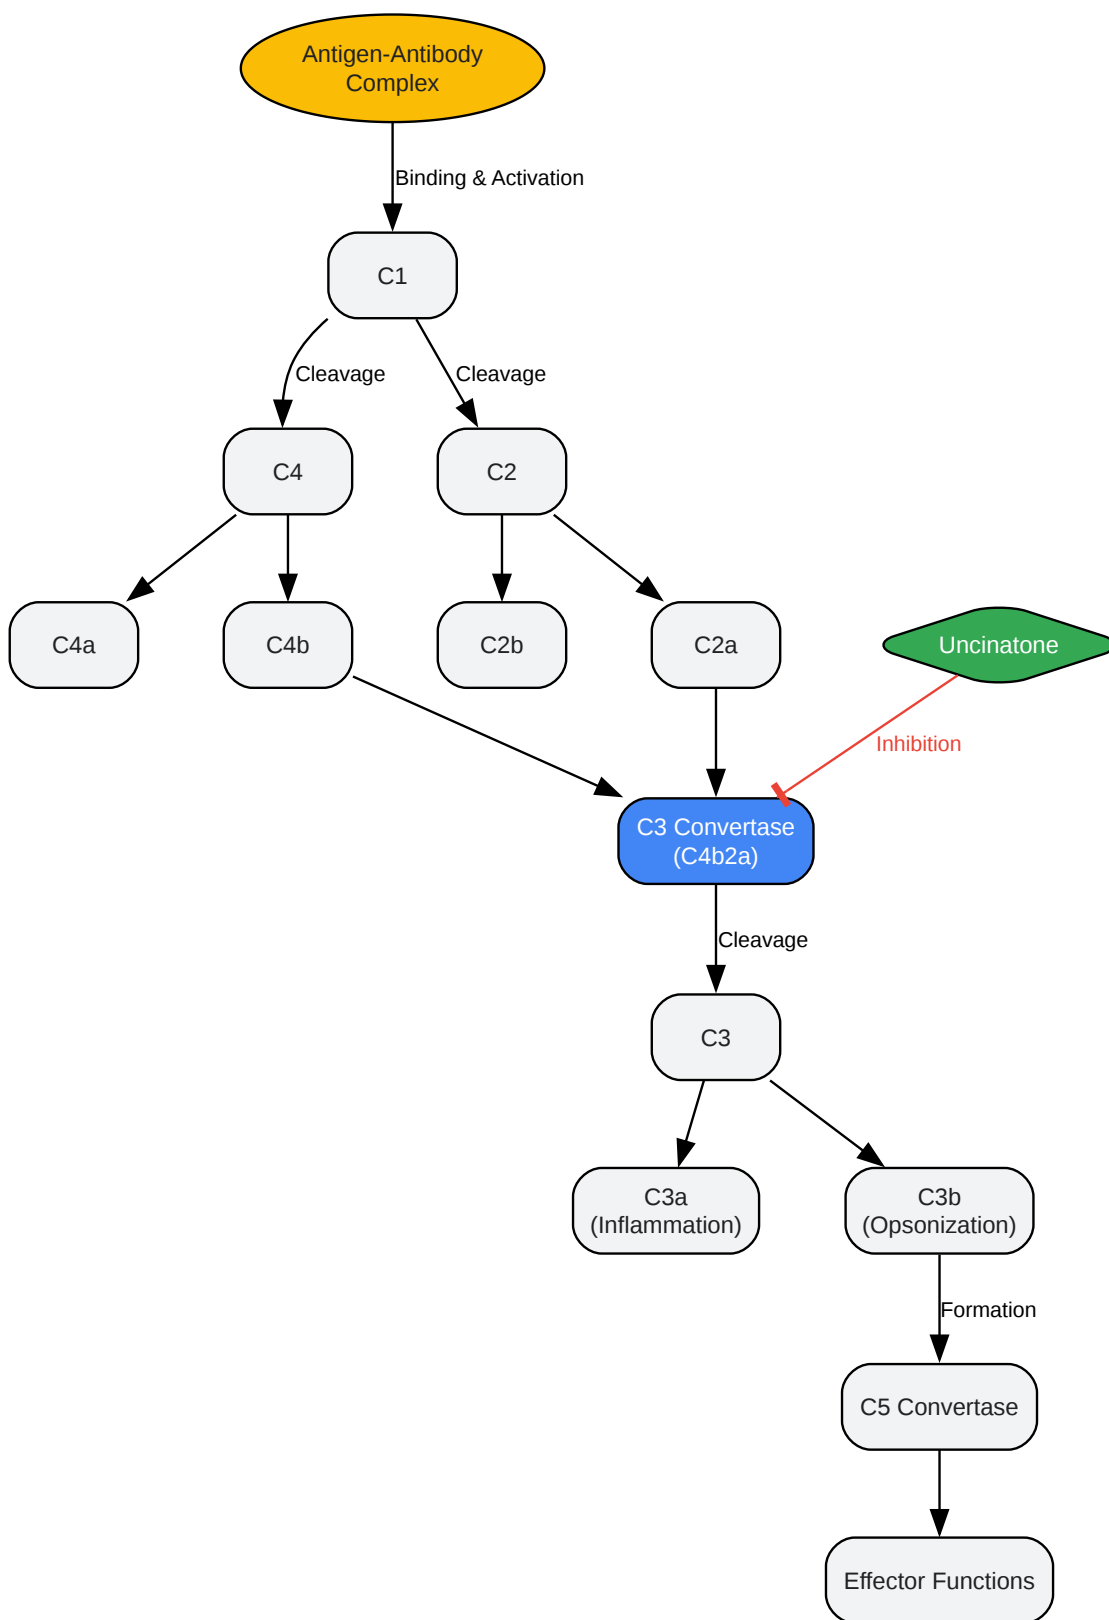 Antigen-Antibody
Complex
Binding & Activation
C1
Cleavage
Cleavage
C4
C2
C4a
C4b
C2b
C2a
Uncinatone
Inhibition
C3 Convertase
(C4b2a)
Cleavage
C3
C3a
(Inflammation)
C3b
(Opsonization)
Formation
C5 Convertase
Effector Functions